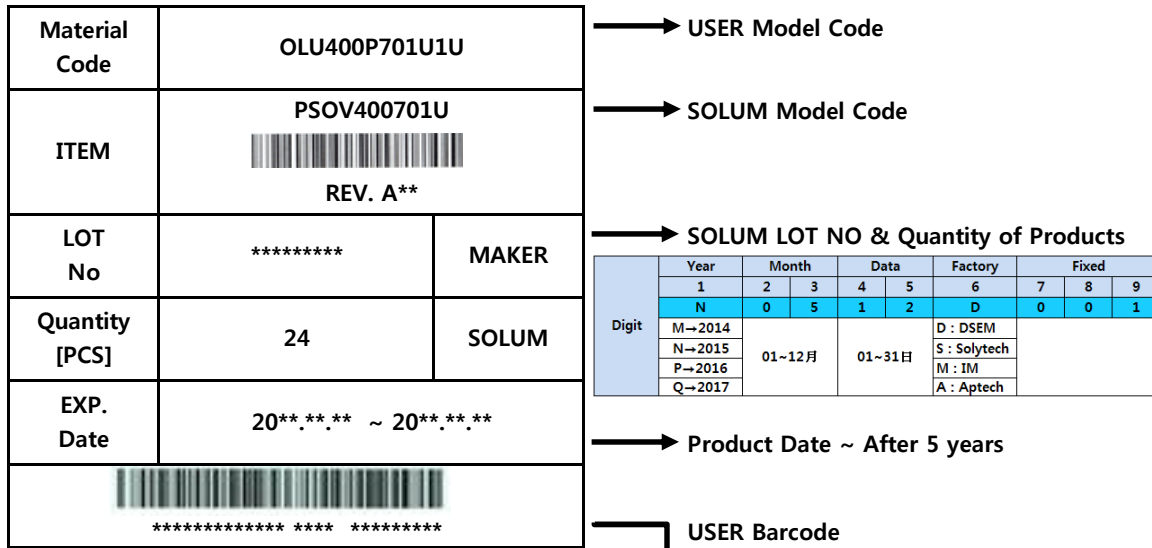 Material Code
OLU400P701U1U
USER Model Code
ITEM
PSOV400701U
REV. A**
SOLUM Model Code
LOT No
*********
MAKER
SOLUM LOT NO & Quantity of Products
Quantity [PCS]
24
SOLUM
Digit
Year Month Data Factory Fixed
1 2 3 4 5 6 7 8 9
N 0 5 1 2 D 0 0 1
M→2014
N→2015
P→2016
Q→2017
01~12月
01~31日
D : DSEM
S : Solytech
M : IM
A : Aptech
EXP. Date
20**.**.** ~ 20**.**.**
Product Date ~ After 5 years
************* **** *********
USER Barcode